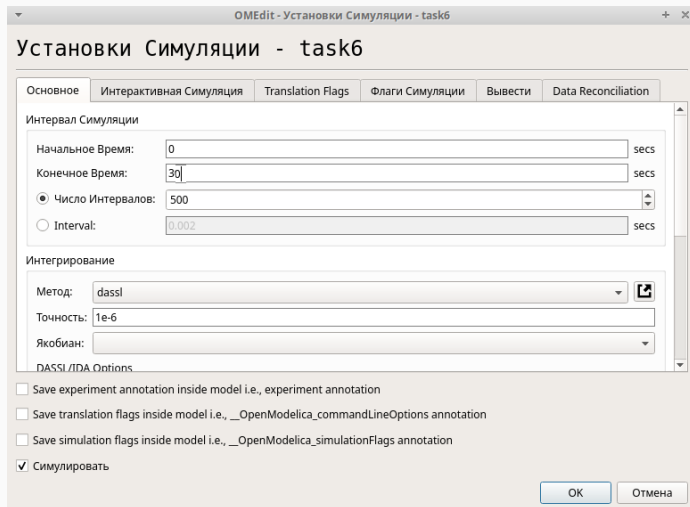 OMEdit - Установки Симуляции - task6
Установки Симуляции - task6
Основное Интерактивная Симуляция Translation Flags Флаги Симуляции Вывести Data Reconciliation
Интервал Симуляции
Начальное Время: 0 secs
Конечное Время: 30 secs
Число Интервалов: 500
Interval: 0.002 secs
Интегрирование
Метод: dassl
Точность: 1e-6
Якобиан:
DASSL/IDA Options
Save experiment annotation inside model i.e., experiment annotation
Save translation flags inside model i.e., __OpenModelica_commandLineOptions annotation
Save simulation flags inside model i.e., __OpenModelica_simulationFlags annotation
Симулировать
OK Отмена